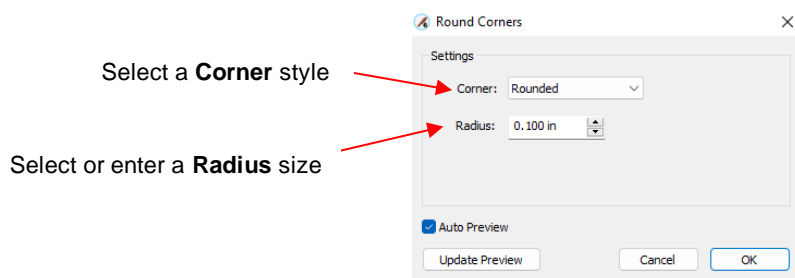 Round Corners
Settings
Select a Corner style
Corner: Rounded
Radius: 0.100 in
Select or enter a Radius size
Auto Preview
Update Preview Cancel OK